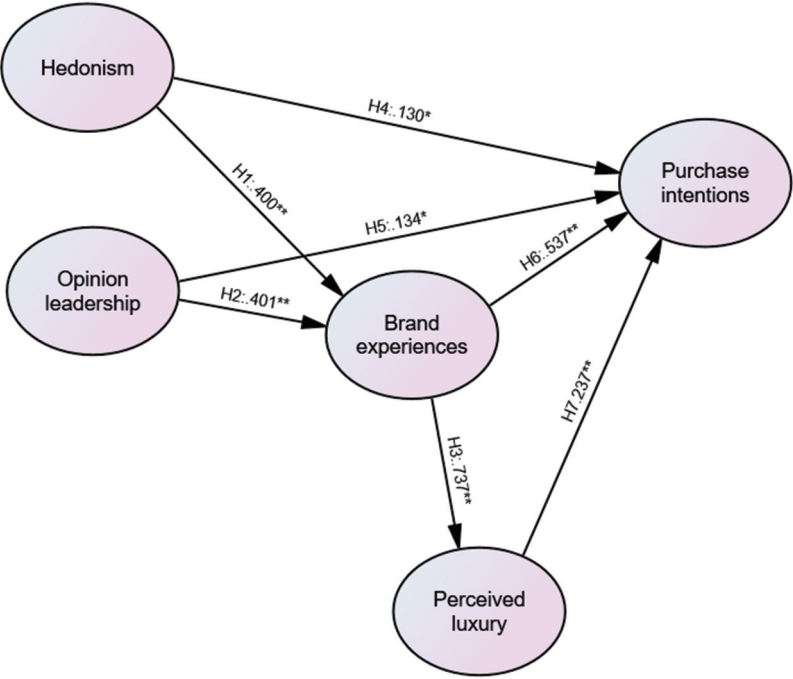 Hedonism
H4:.130*
Purchase
intentions
H1:.400**
H5:.134*
H6:.537**
Opinion
leadership
H2:.401**
Brand
experiences
H7.237**
H3:.737**
Perceived
luxury